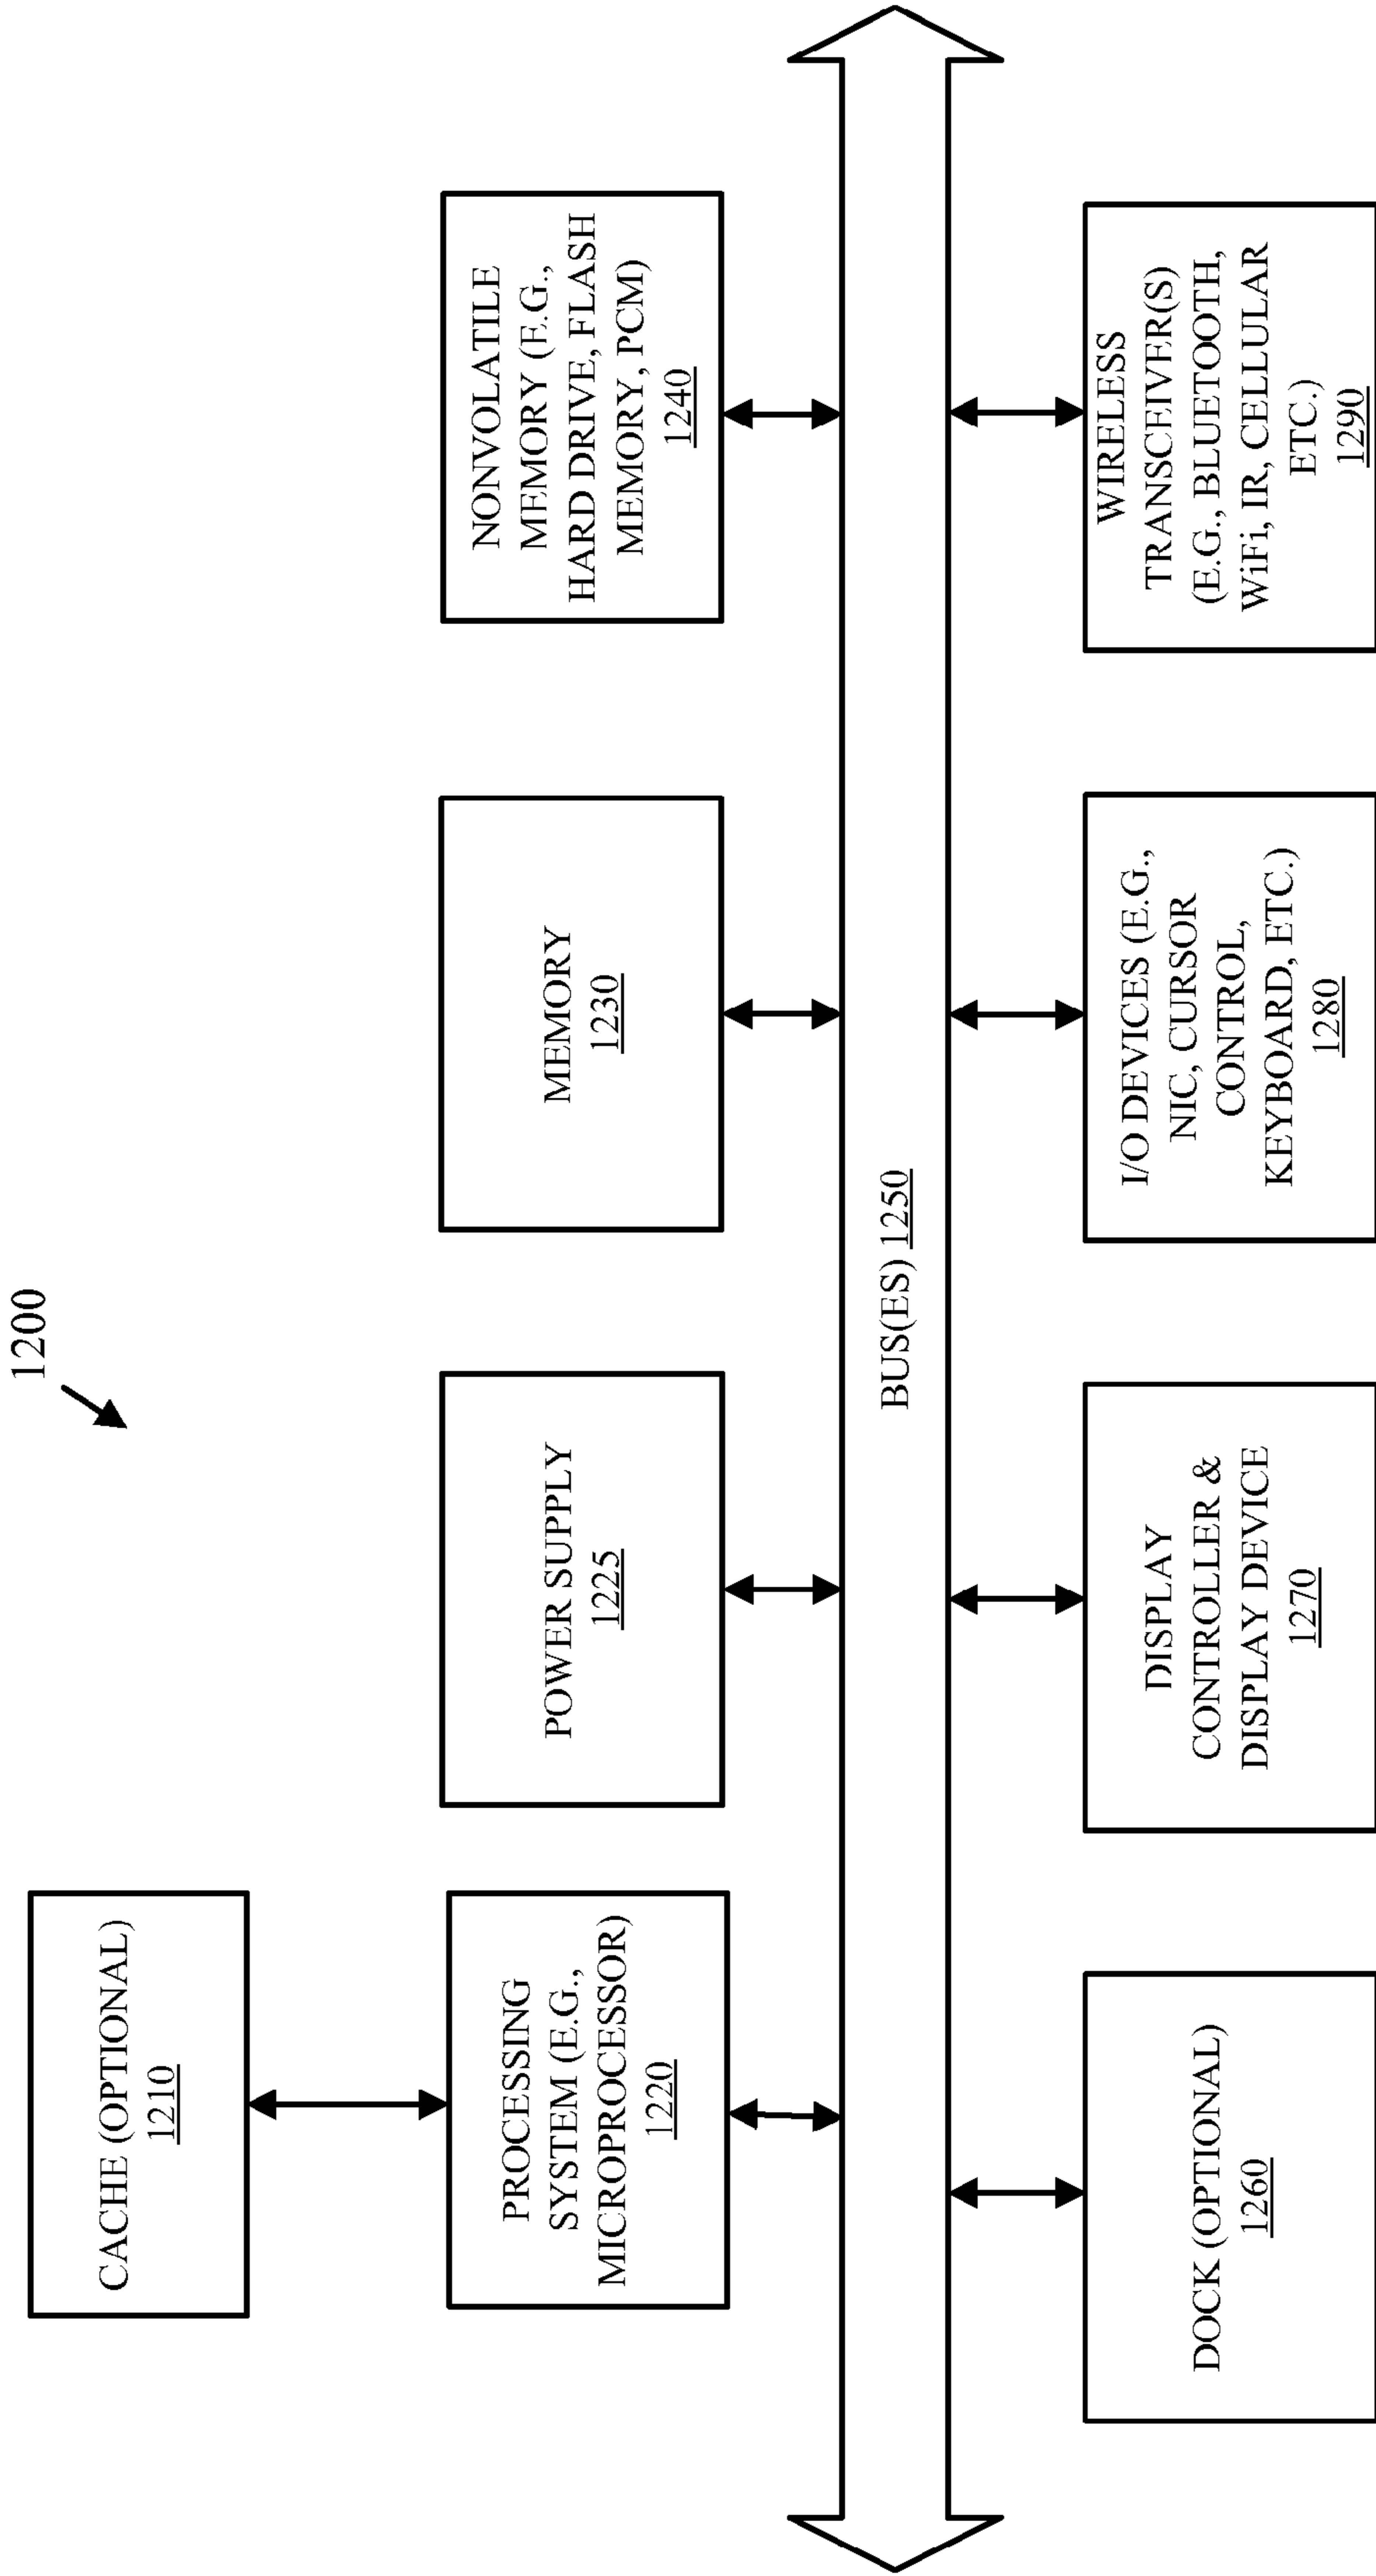 1200
CACHE (OPTIONAL)
1210
PROCESSING
SYSTEM (E.G.,
MICROPROCESSOR)
1220
POWER SUPPLY
1225
MEMORY
1230
NONVOLATILE
MEMORY (E.G.,
HARD DRIVE, FLASH
MEMORY, PCM)
1240
BUS(ES) 1250
DOCK (OPTIONAL)
1260
DISPLAY
CONTROLLER &
DISPLAY DEVICE
1270
I/O DEVICES (E.G.,
NIC, CURSOR
CONTROL,
KEYBOARD, ETC.)
1280
WIRELESS
TRANSCEIVER(S)
(E.G., BLUETOOTH,
WiFi, IR, CELLULAR
ETC.)
1290